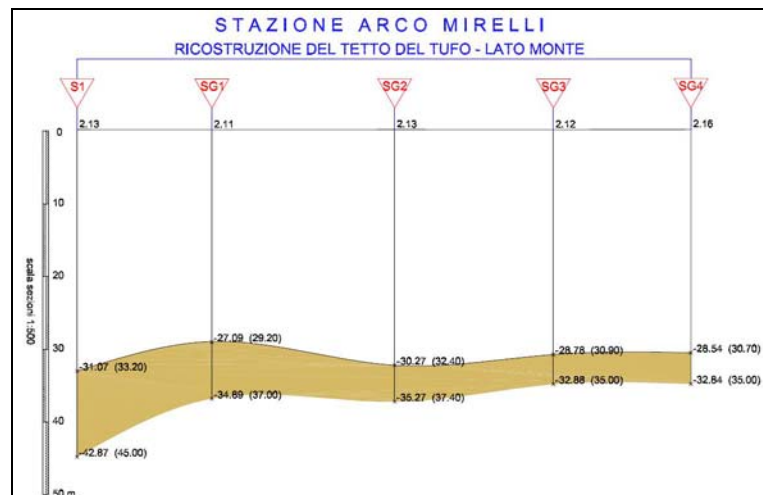 STAZIONE ARCO MIRELLI
RICOSTRUZIONE DEL TETTO DEL TUFO - LATO MONTE
S1 SG1 SG2 SG3 SG4
0 2.13 2.11 2.13 2.12 2.16
10
20
scala sezioni 1:500
30
-27.09 (29.20)
-31.07 (33.20) -30.27 (32.40) -28.78 (30.90) -28.54 (30.70)
-34.89 (37.00) -35.27 (37.40) -32.88 (35.00) -32.84 (35.00)
40
-42.87 (45.00)
50 m